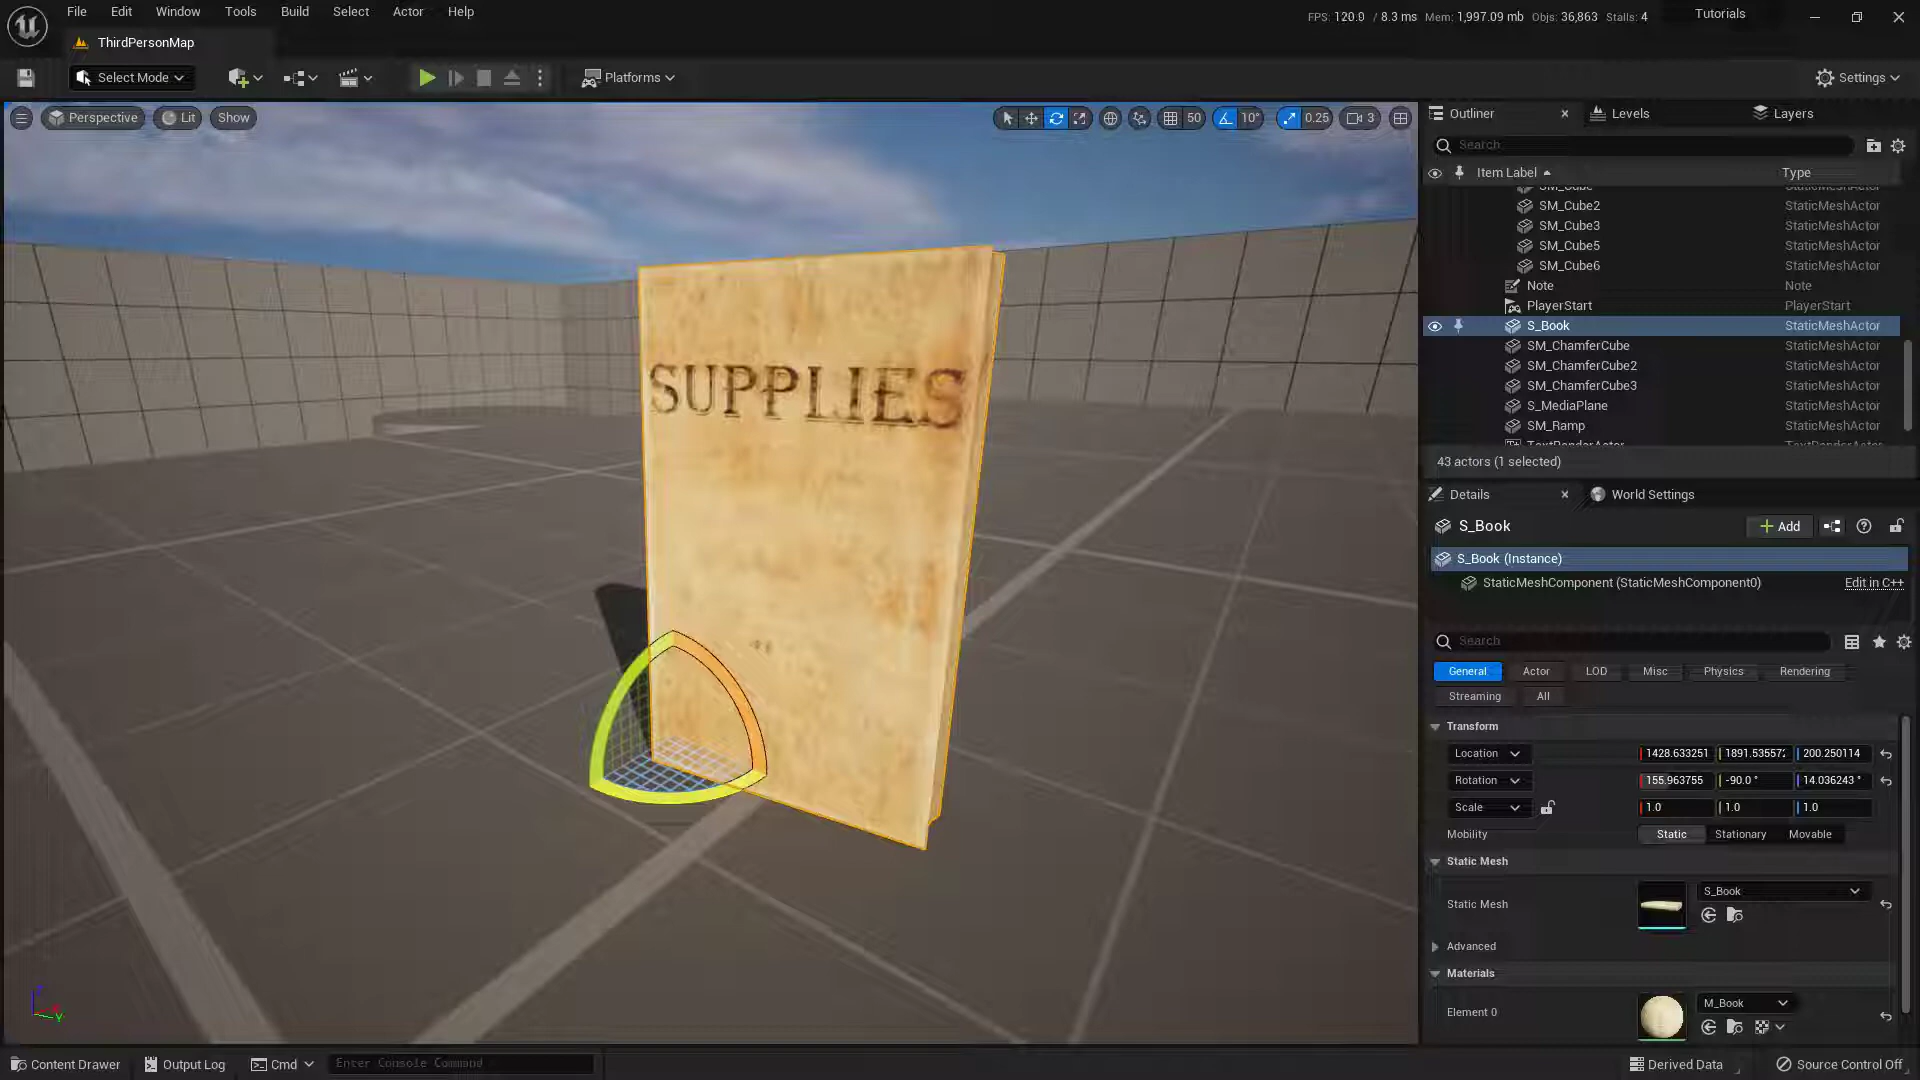 File Edit Window Tools Build Select Actor Help
FPS: 120.0 / 8.3 ms Mem: 1,997.09 mb Objs: 36,863 Stalls: 4
Tutorials
ThirdPersonMap
Select Mode
Platforms
Settings
Perspective Lit Show
50 10° 0.25 3
Outliner Levels Layers
Search
Item Label Type
SM_Cube StaticMeshActor
SM_Cube2 StaticMeshActor
SM_Cube3 StaticMeshActor
SM_Cube5 StaticMeshActor
SM_Cube6 StaticMeshActor
Note Note
PlayerStart PlayerStart
S_Book StaticMeshActor
SM_ChamferCube StaticMeshActor
SM_ChamferCube2 StaticMeshActor
SM_ChamferCube3 StaticMeshActor
S_MediaPlane StaticMeshActor
SM_Ramp StaticMeshActor
TextRenderActor TextRenderActor
43 actors (1 selected)
SUPPLIES
Details World Settings
S_Book
Add
S_Book (Instance)
StaticMeshComponent (StaticMeshComponent0) Edit in C++
Search
General Actor LOD Misc Physics Rendering
Streaming All
Transform
Location 1428.633251 1891.535572 200.250114
Rotation 155.963755 -90.0 ° 14.036243 °
Scale 1.0 1.0 1.0
Mobility Static Stationary Movable
Static Mesh
Static Mesh S_Book
Advanced
Materials
Element 0 M_Book
Y
Content Drawer Output Log Cmd Enter Console Command
Derived Data Source Control Off